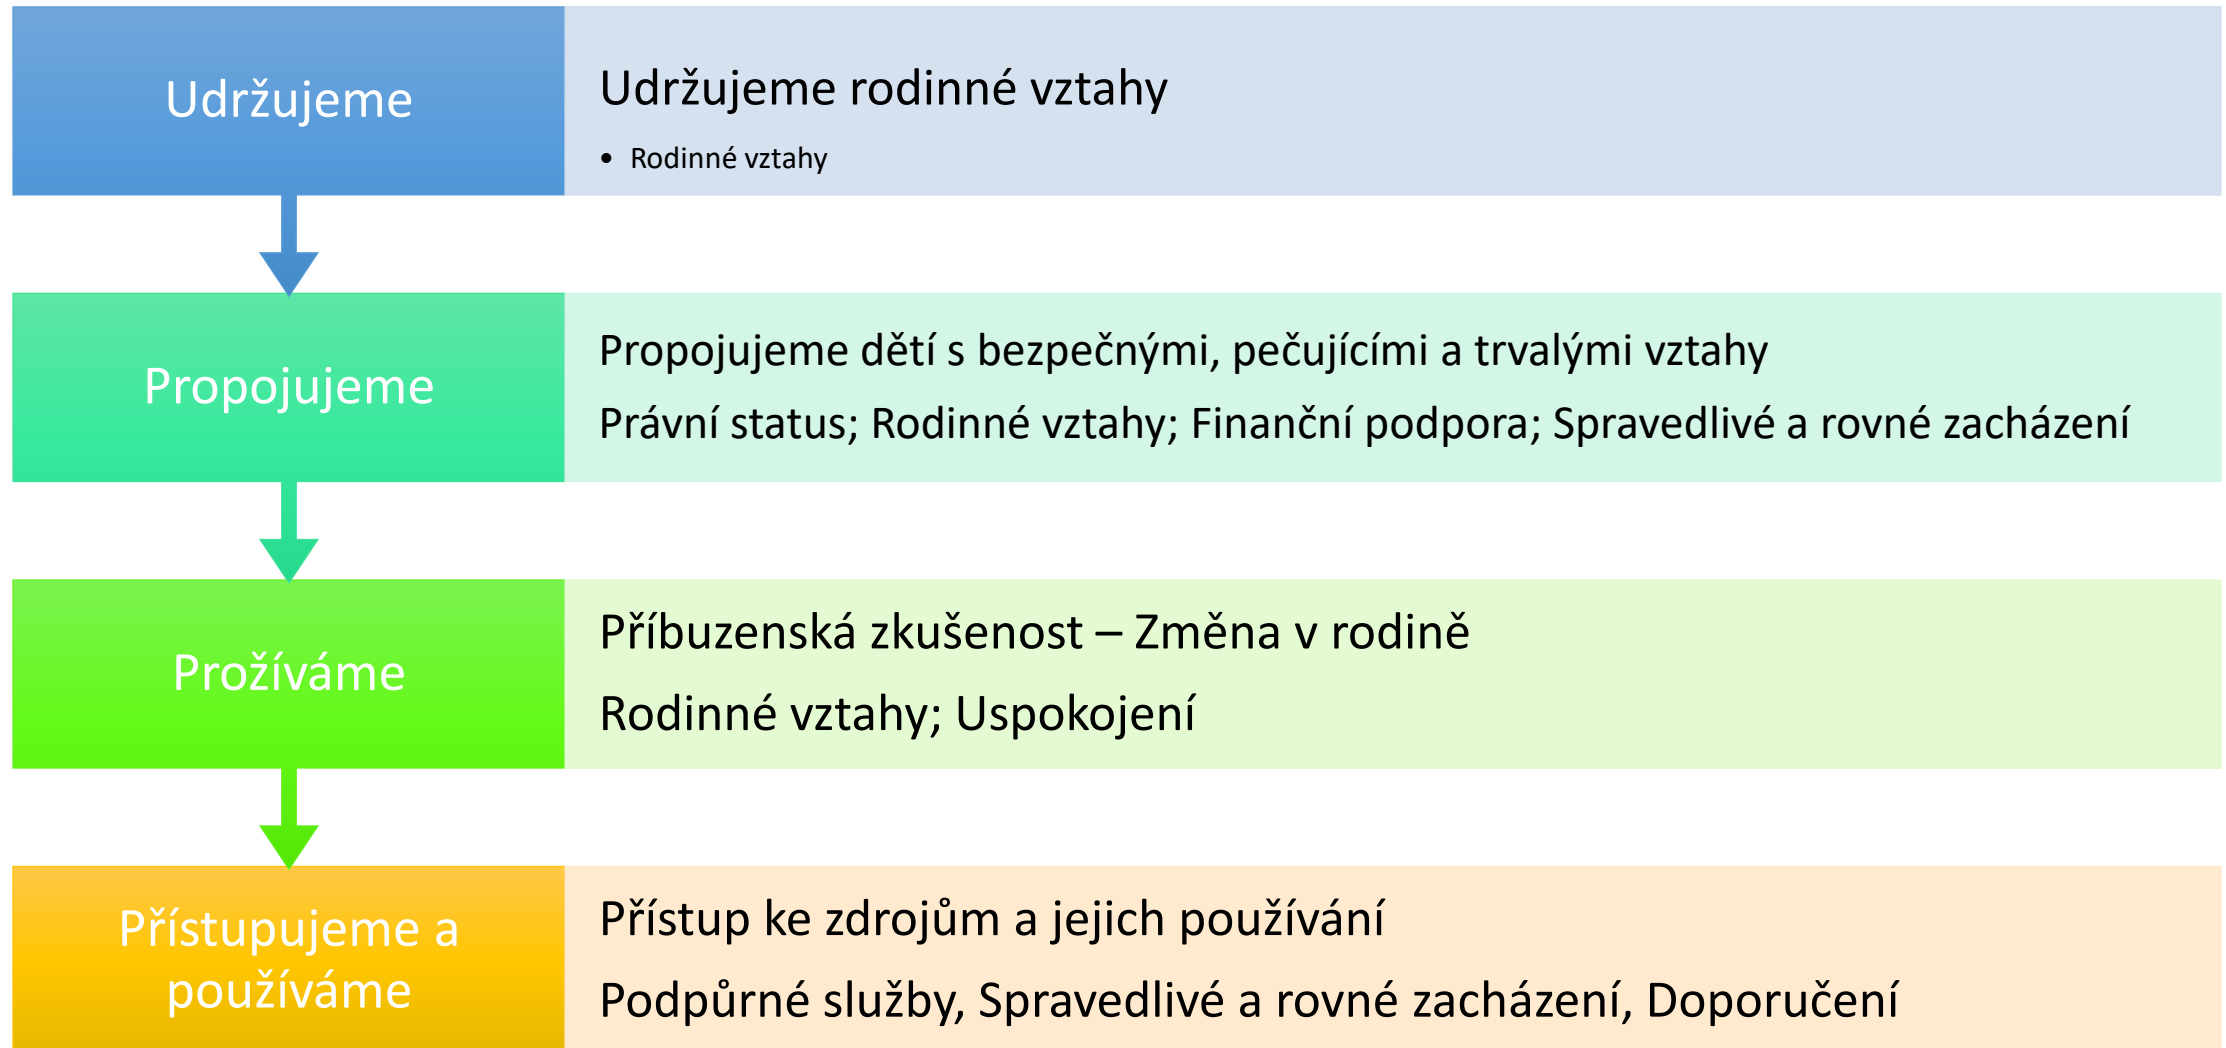 Udržujeme
Udržujeme rodinné vztahy
• Rodinné vztahy
Propojujeme
Propojujeme dětí s bezpečnými, pečujícími a trvalými vztahy
Právní status; Rodinné vztahy; Finanční podpora; Spravedlivé a rovné zacházení
Prožíváme
Příbuzenská zkušenost – Změna v rodině
Rodinné vztahy; Uspokojení
Přístupujeme a
používáme
Přístup ke zdrojům a jejich používání
Podpůrné služby, Spravedlivé a rovné zacházení, Doporučení